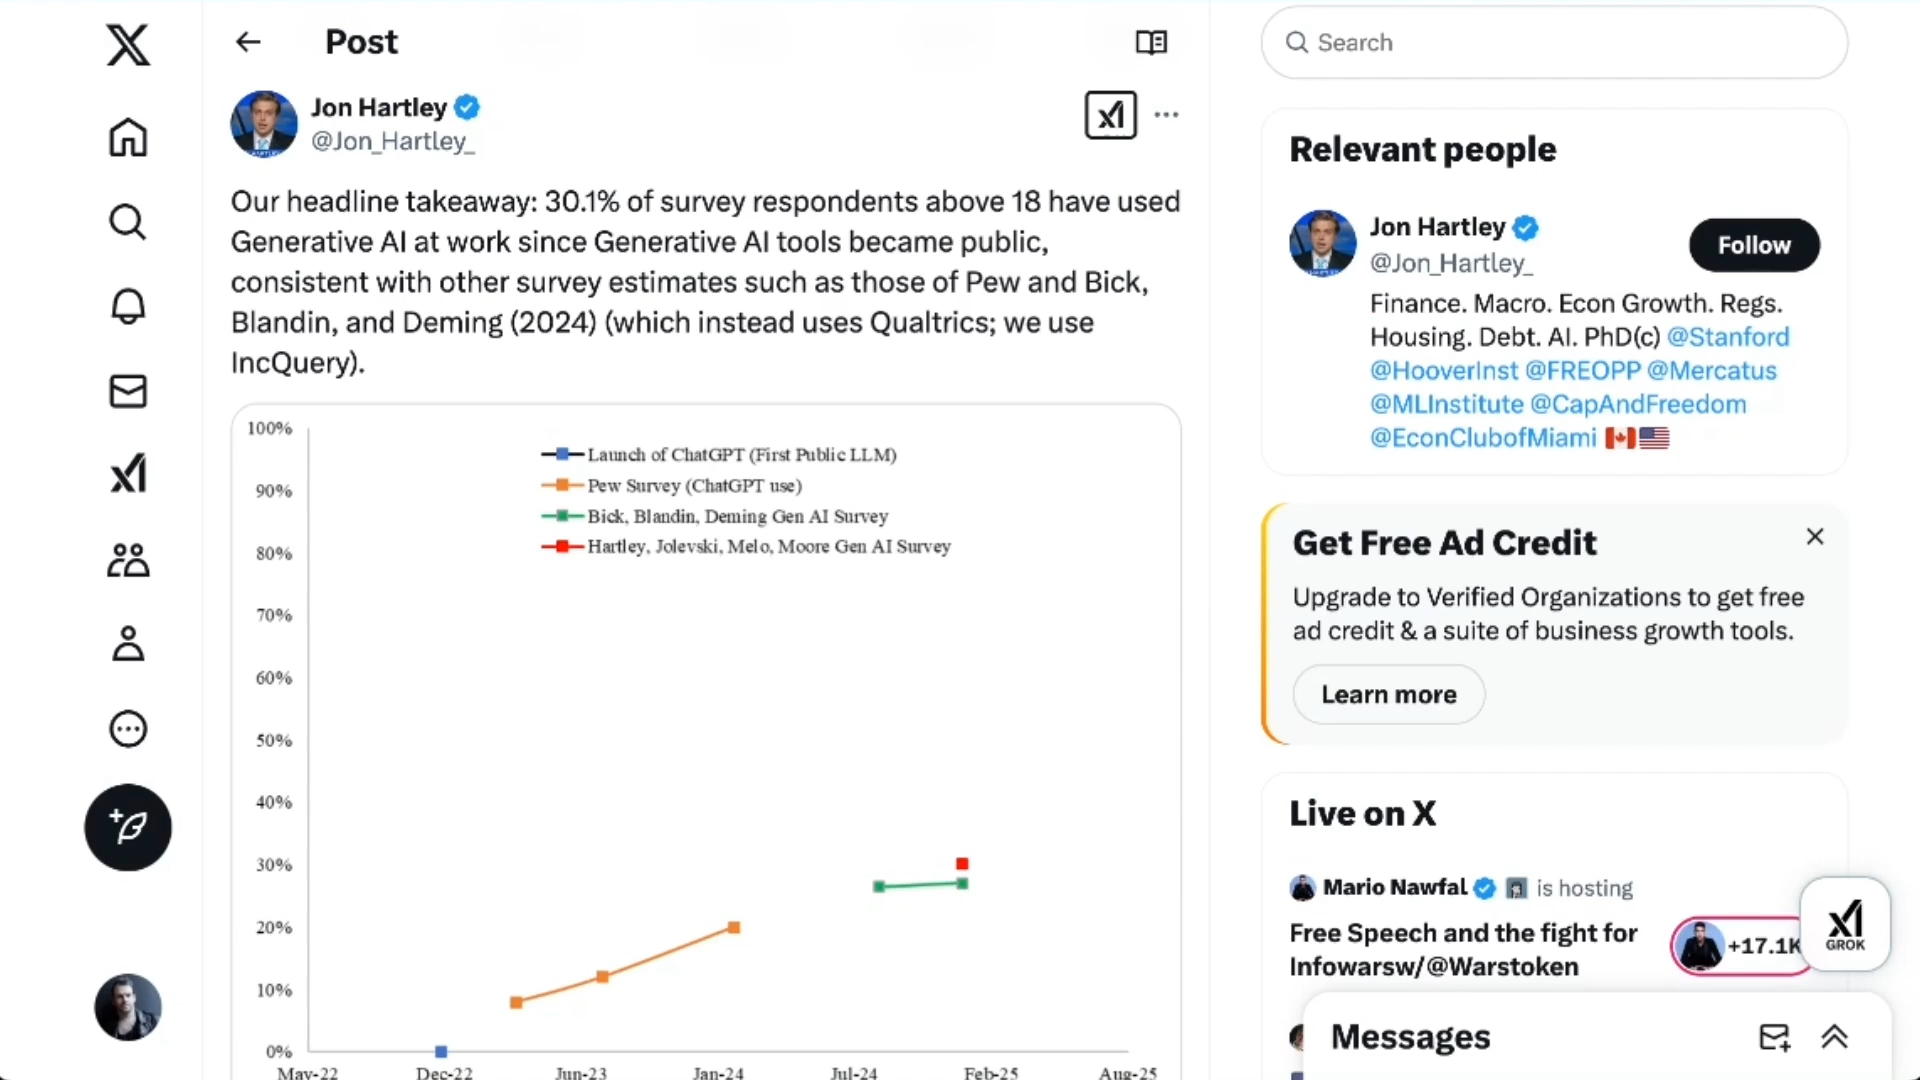 Post
Search
Jon Hartley
@Jon_Hartley_
Our headline takeaway: 30.1% of survey respondents above 18 have used
Generative AI at work since Generative AI tools became public,
consistent with other survey estimates such as those of Pew and Bick,
Blandin, and Deming (2024) (which instead uses Qualtrics; we use
IncQuery).
100%
90%
80%
70%
60%
50%
40%
30%
20%
10%
0%
Launch of ChatGPT (First Public LLM)
Pew Survey (ChatGPT use)
Bick, Blandin, Deming Gen AI Survey
Hartley, Jolevski, Melo, Moore Gen AI Survey
May-22 Dec-22 Jun-23 Jan-24 Jul-24 Feb-25 Aug-25
Relevant people
Jon Hartley
@Jon_Hartley_
Follow
Finance. Macro. Econ Growth. Regs.
Housing. Debt. AI. PhD(c) @Stanford
@HooverInst @FREOPP @Mercatus
@MLInstitute @CapAndFreedom
@EconClubofMiami
Get Free Ad Credit
Upgrade to Verified Organizations to get free
ad credit & a suite of business growth tools.
Learn more
Live on X
Mario Nawfal is hosting
Free Speech and the fight for
Infowarsw/@Warstoken
+17.1K
GROK
Messages